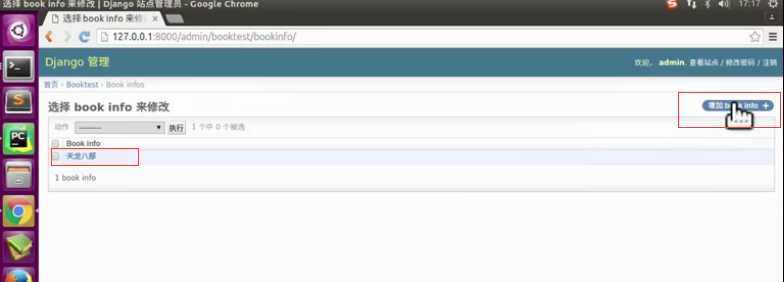 选择 book info 来修改 | Django 站点管理员 - Google Chrome
17:17
选择 book info 来修
127.0.0.1:8000/admin/booktest/bookinfo/
Django 管理
欢迎, admin. 查看站点 / 修改密码 / 注销
首页 › Booktest › Book infos
选择 book info 来修改
增加 book info +
动作 --------- 执行 1 个中 0 个被选
Book info
天龙八部
1 book info